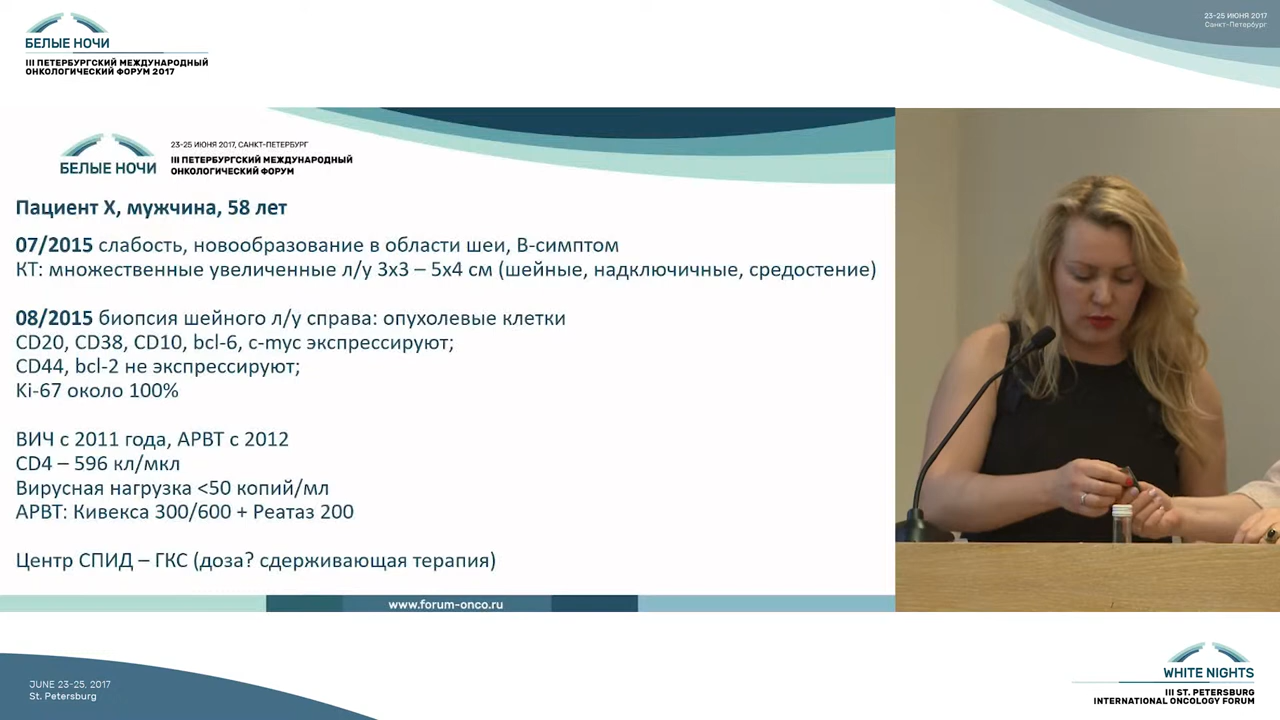 БЕЛЫЕ НОЧИ
III ПЕТЕРБУРГСКИЙ МЕЖДУНАРОДНЫЙ
ОНКОЛОГИЧЕСКИЙ ФОРУМ 2017
23-25 ИЮНЯ 2017
Санкт-Петербург
БЕЛЫЕ НОЧИ
23-25 ИЮНЯ 2017, САНКТ-ПЕТЕРБУРГ
III ПЕТЕРБУРГСКИЙ МЕЖДУНАРОДНЫЙ
ОНКОЛОГИЧЕСКИЙ ФОРУМ
Пациент Х, мужчина, 58 лет
07/2015 слабость, новообразование в области шеи, В-симптом
КТ: множественные увеличенные л/у 3х3 – 5х4 см (шейные, надключичные, средостение)
08/2015 биопсия шейного л/у справа: опухолевые клетки
CD20, CD38, CD10, bcl-6, c-myc экспрессируют;
CD44, bcl-2 не экспрессируют;
Ki-67 около 100%
ВИЧ с 2011 года, АРВТ с 2012
CD4 – 596 кл/мкл
Вирусная нагрузка <50 копий/мл
АРВТ: Кивекса 300/600 + Реатаз 200
Центр СПИД – ГКС (доза? сдерживающая терапия)
www.forum-onco.ru
JUNE 23-25, 2017
St. Petersburg
WHITE NIGHTS
III ST. PETERSBURG
INTERNATIONAL ONCOLOGY FORUM